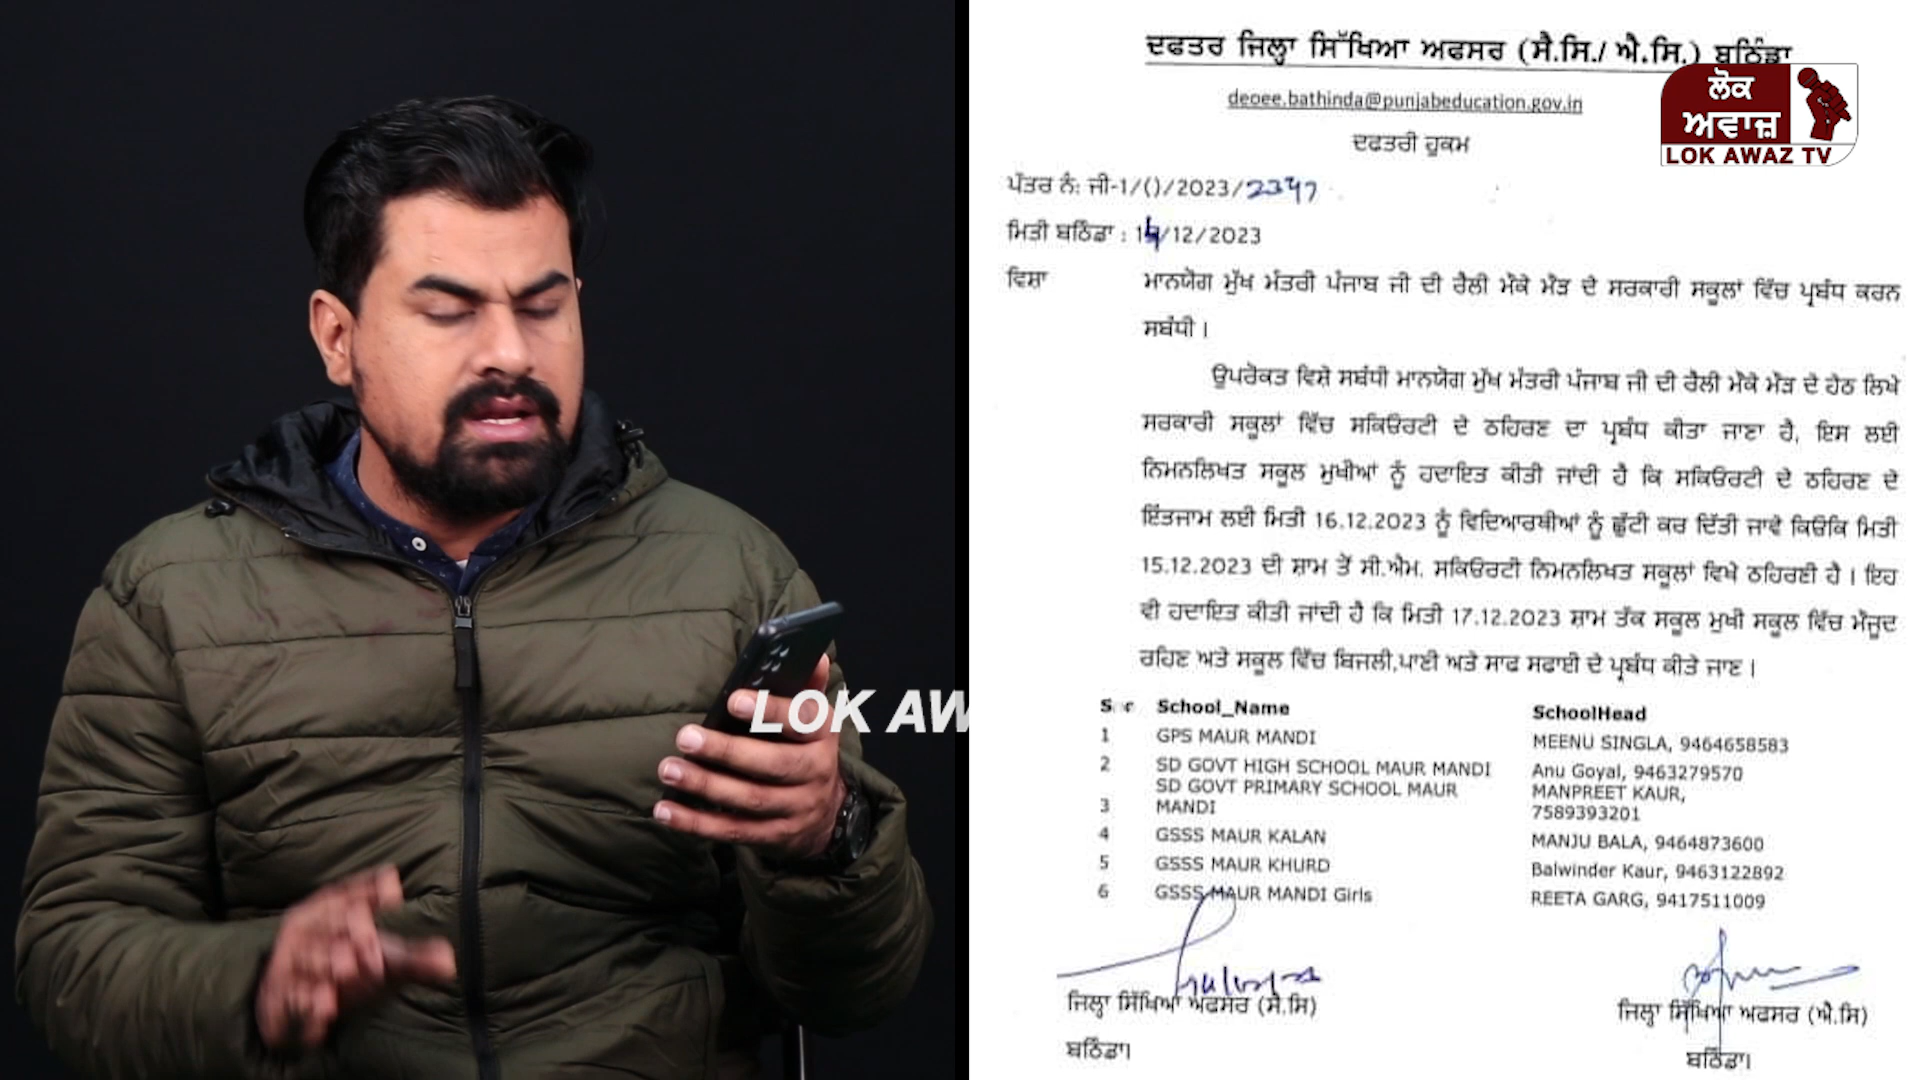 ਦਫਤਰ ਜਿਲ੍ਹਾ ਸਿੱਖਿਆ ਅਫਸਰ (ਸੈ.ਸਿ./ ਐ.ਸਿ.) ਬਠਿੰਡਾ
deoee.bathinda@punjabeducation.gov.in
ਦਫਤਰੀ ਹੁਕਮ
ਲੋਕ
ਅਵਾਜ਼
LOK AWAZ TV
ਪੱਤਰ ਨੰ: ਜੀ-1/()/2023/
ਮਿਤੀ ਬਠਿੰਡਾ : 14/12/2023
ਵਿਸ਼ਾ ਮਾਨਯੋਗ ਮੁੱਖ ਮੰਤਰੀ ਪੰਜਾਬ ਜੀ ਦੀ ਰੈਲੀ ਮੌਕੇ ਮੌੜ ਦੇ ਸਰਕਾਰੀ ਸਕੂਲਾਂ ਵਿੱਚ ਪ੍ਰਬੰਧ ਕਰਨ
ਸਬੰਧੀ ।
ਉਪਰੋਕਤ ਵਿਸ਼ੇ ਸਬੰਧੀ ਮਾਨਯੋਗ ਮੁੱਖ ਮੰਤਰੀ ਪੰਜਾਬ ਜੀ ਦੀ ਰੈਲੀ ਮੌਕੇ ਮੌੜ ਦੇ ਹੇਠ ਲਿਖੇ
ਸਰਕਾਰੀ ਸਕੂਲਾਂ ਵਿੱਚ ਸਕਿਓਰਟੀ ਦੇ ਠਹਿਰਣ ਦਾ ਪ੍ਰਬੰਧ ਕੀਤਾ ਜਾਣਾ ਹੈ, ਇਸ ਲਈ
ਨਿਮਨਲਿਖਤ ਸਕੂਲ ਮੁਖੀਆਂ ਨੂੰ ਹਦਾਇਤ ਕੀਤੀ ਜਾਂਦੀ ਹੈ ਕਿ ਸਕਿਓਰਟੀ ਦੇ ਠਹਿਰਣ ਦੇ
ਇੰਤਜਾਮ ਲਈ ਮਿਤੀ 16.12.2023 ਨੂੰ ਵਿਦਿਆਰਥੀਆਂ ਨੂੰ ਛੁੱਟੀ ਕਰ ਦਿੱਤੀ ਜਾਵੇ ਕਿਓਕਿ ਮਿਤੀ
15.12.2023 ਦੀ ਸ਼ਾਮ ਤੋਂ ਸੀ.ਐਮ. ਸਕਿਓਰਟੀ ਨਿਮਨਲਿਖਤ ਸਕੂਲਾਂ ਵਿਖੇ ਠਹਿਰਣੀ ਹੈ । ਇਹ
ਵੀ ਹਦਾਇਤ ਕੀਤੀ ਜਾਂਦੀ ਹੈ ਕਿ ਮਿਤੀ 17.12.2023 ਸ਼ਾਮ ਤੱਕ ਸਕੂਲ ਮੁਖੀ ਸਕੂਲ ਵਿੱਚ ਮੌਜੂਦ
ਰਹਿਣ ਅਤੇ ਸਕੂਲ ਵਿੱਚ ਬਿਜਲੀ,ਪਾਣੀ ਅਤੇ ਸਾਫ ਸਫਾਈ ਦੇ ਪ੍ਰਬੰਧ ਕੀਤੇ ਜਾਣ ।
School_Name SchoolHead
1 GPS MAUR MANDI MEENU SINGLA, 9464658583
2 SD GOVT HIGH SCHOOL MAUR MANDI Anu Goyal, 9463279570
SD GOVT PRIMARY SCHOOL MAUR MANPREET KAUR,
3 MANDI 7589393201
4 GSSS MAUR KALAN MANJU BALA, 9464873600
5 GSSS MAUR KHURD Balwinder Kaur, 9463122892
6 GSSS MAUR MANDI Girls REETA GARG, 9417511009
ਜਿਲ੍ਹਾ ਸਿੱਖਿਆ ਅਫਸਰ (ਸੈ.ਸਿ) ਜਿਲ੍ਹਾ ਸਿੱਖਿਆ ਅਫਸਰ (ਐ.ਸਿ)
ਬਠਿੰਡਾ। ਬਠਿੰਡਾ।
LOK AW